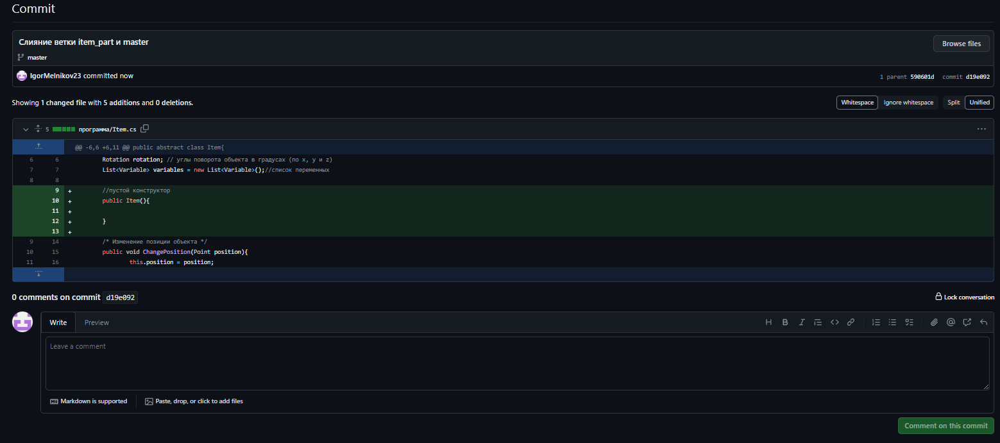 Commit
Слияние ветки item_part и master
Browse files
master
IgorMelnikov23 committed now
1 parent 590601d commit d19e092
Showing 1 changed file with 5 additions and 0 deletions.
Whitespace Ignore whitespace Split Unified
5 программа/Item.cs
@@ -6,6 +6,11 @@ public abstract class Item{
6 6 Rotation rotation; // углы поворота объекта в градусах (по x, y и z)
7 7 List<Variable> variables = new List<Variable>();//список переменных
8 8
9 + //пустой конструктор
10 + public Item(){
11 +
12 + }
13 +
9 14 /* Изменение позиции объекта */
10 15 public void ChangePosition(Point position){
11 16 this.position = position;
0 comments on commit d19e092
Lock conversation
Write Preview
Leave a comment
Markdown is supported
Paste, drop, or click to add files
Comment on this commit